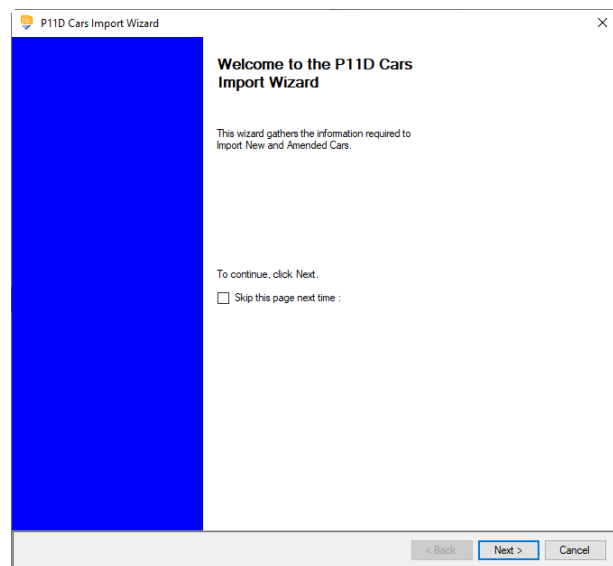 P11D Cars Import Wizard
Welcome to the P11D Cars
Import Wizard
This wizard gathers the information required to
Import New and Amended Cars.
To continue, click Next.
Skip this page next time :
< Back
Next >
Cancel